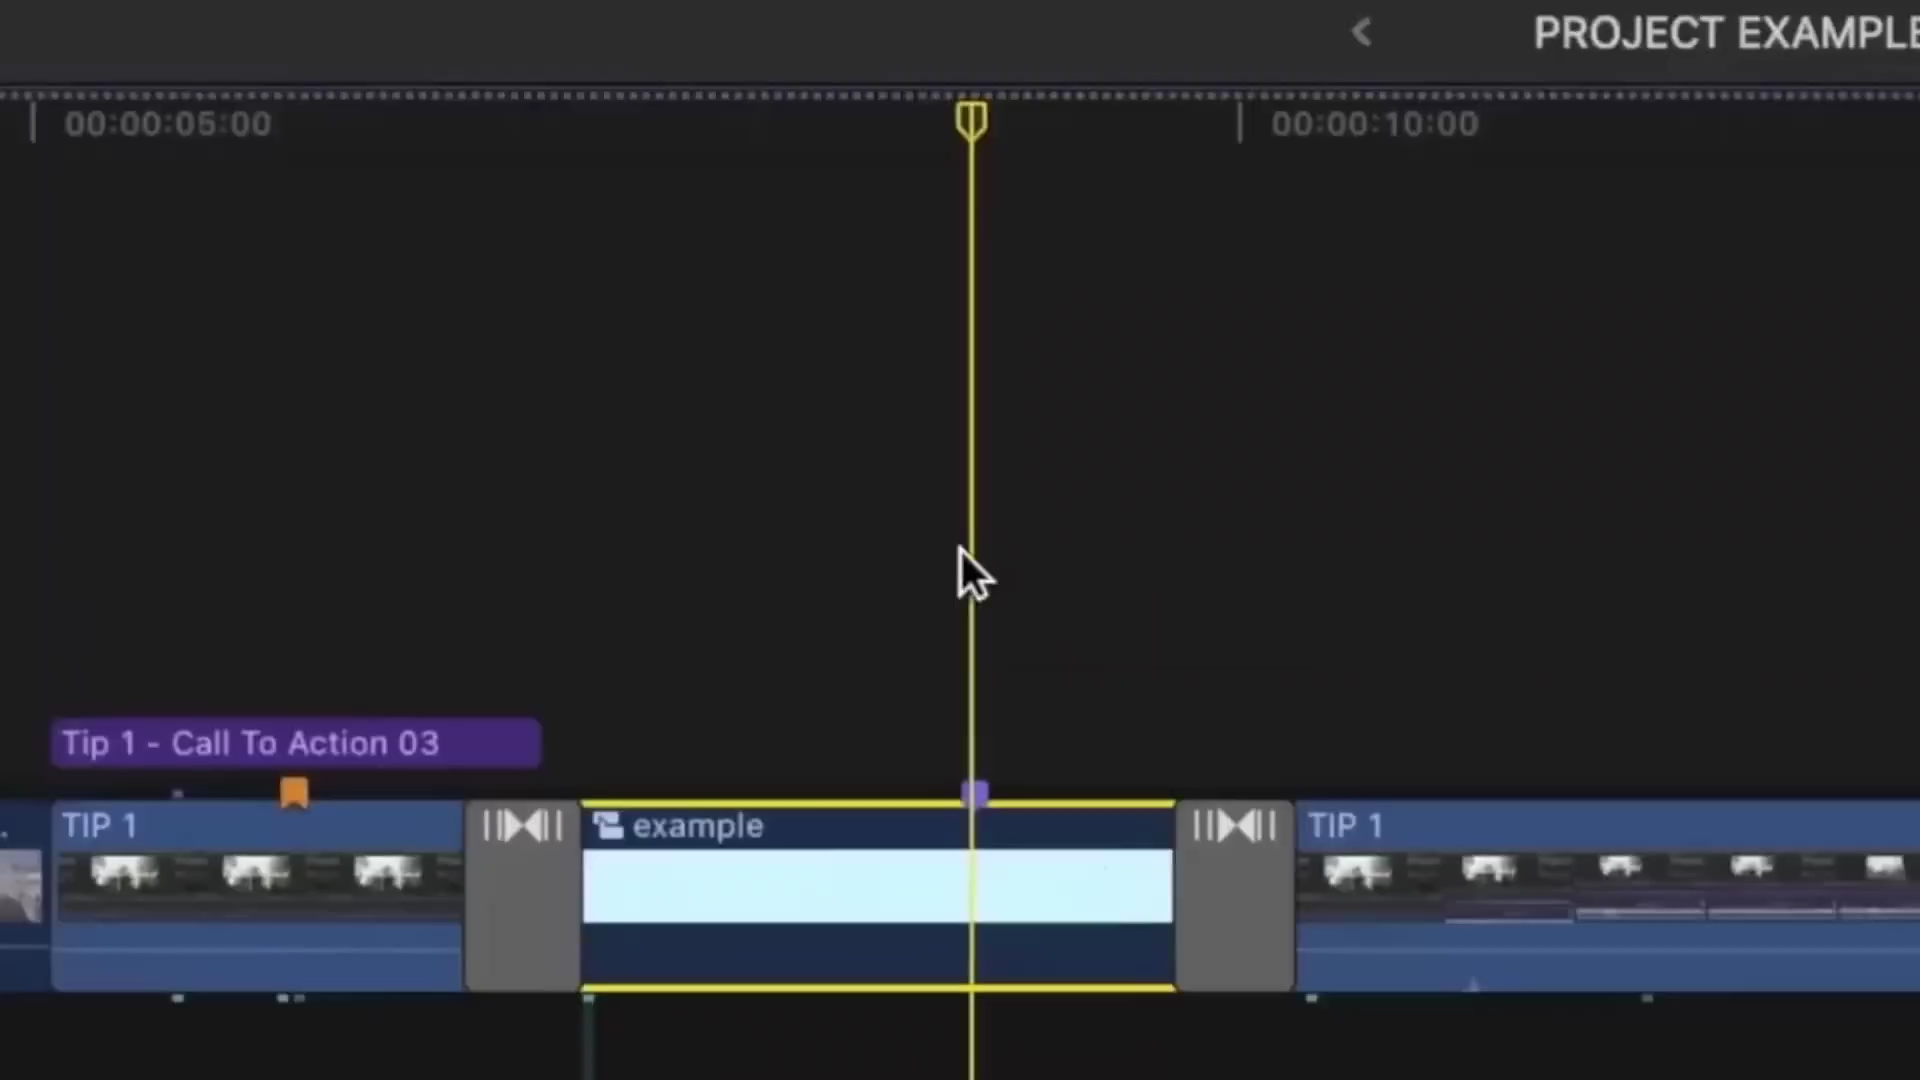 PROJECT EXAMPLE
00:00:05:00
00:00:10:00
Tip 1 - Call To Action 03
TIP 1
example
TIP 1